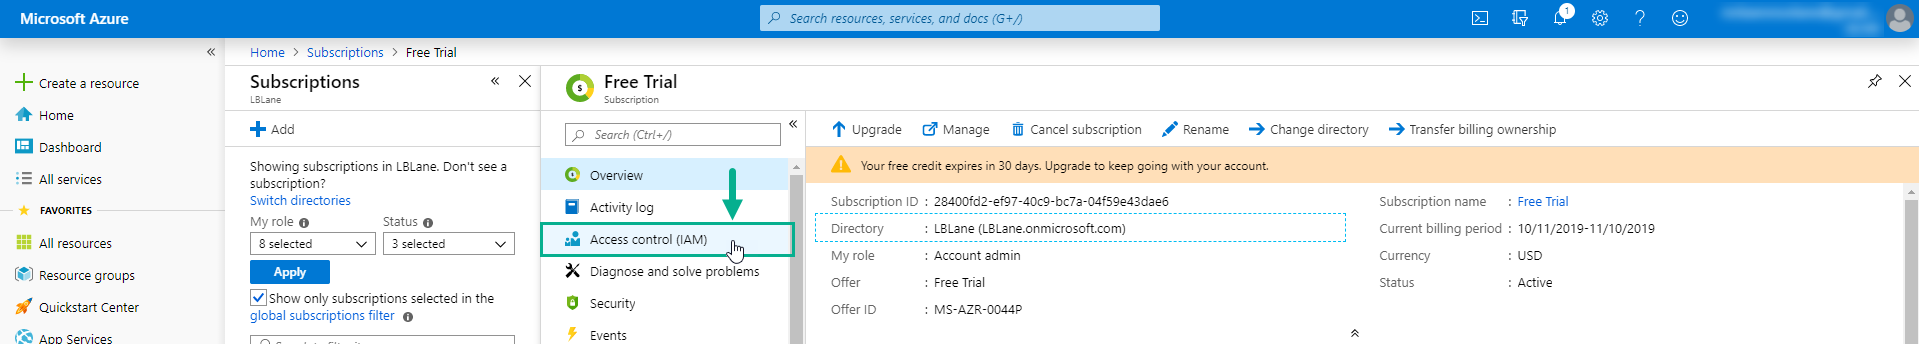 Microsoft Azure
Search resources, services, and docs (G+/)
1
«
Create a resource
Home
Dashboard
All services
FAVORITES
All resources
Resource groups
Quickstart Center
App Services
Home > Subscriptions > Free Trial
Subscriptions
«
LBLane
Add
Showing subscriptions in LBLane. Don't see a
subscription?
Switch directories
My role
Status
8 selected
3 selected
Apply
Show only subscriptions selected in the
global subscriptions filter
Free Trial
Subscription
Search (Ctrl+/)
«
Overview
Activity log
Access control (IAM)
Diagnose and solve problems
Security
Events
Upgrade
Manage
Cancel subscription
Rename
Change directory
Transfer billing ownership
Your free credit expires in 30 days. Upgrade to keep going with your account.
Subscription ID : 28400fd2-ef97-40c9-bc7a-04f59e43dae6
Directory : LBLane (LBLane.onmicrosoft.com)
My role : Account admin
Offer : Free Trial
Offer ID : MS-AZR-0044P
Subscription name : Free Trial
Current billing period : 10/11/2019-11/10/2019
Currency : USD
Status : Active